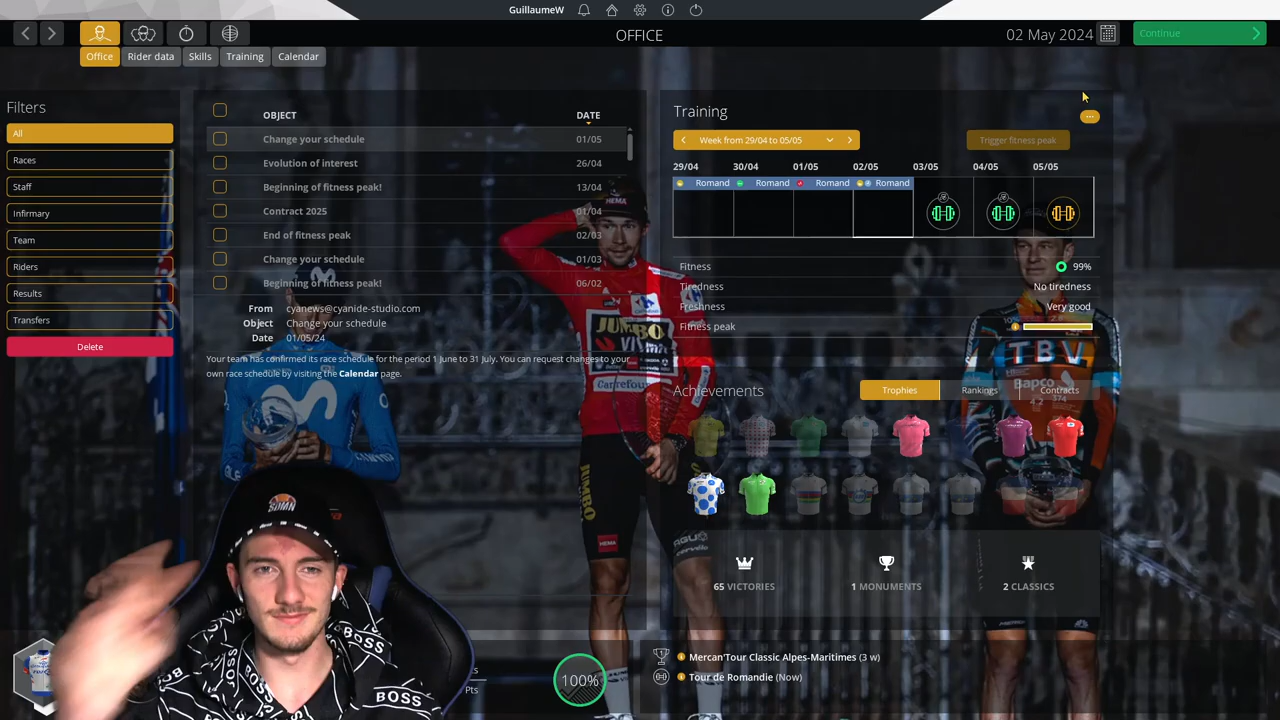 GuillaumeW
OFFICE
02 May 2024
Continue
Office
Rider data
Skills
Training
Calendar
Filters
All
Races
Staff
Infirmary
Team
Riders
Results
Transfers
Delete
OBJECT DATE
Change your schedule 01/05
Evolution of interest 26/04
Beginning of fitness peak! 13/04
Contract 2025 01/04
End of fitness peak 02/03
Change your schedule 01/03
Beginning of fitness peak! 06/02
From cyanews@cyanide-studio.com
Object Change your schedule
Date 01/05/24
Your team has confirmed its race schedule for the period 1 June to 31 July. You can request changes to your
own race schedule by visiting the Calendar page.
Training
Week from 29/04 to 05/05
Trigger fitness peak
29/04 30/04 01/05 02/05 03/05 04/05 05/05
Romand Romand Romand Romand
Fitness 99%
Tiredness No tiredness
Freshness Very good
Fitness peak
Achievements
Trophies
Rankings
Contracts
65 VICTORIES
1 MONUMENTS
2 CLASSICS
Pts
100%
Mercan'Tour Classic Alpes-Maritimes (3 w)
Tour de Romandie (Now)
HEMA
JUMBO
VISMA
Carrefour
TBV
BOSS
BOSS